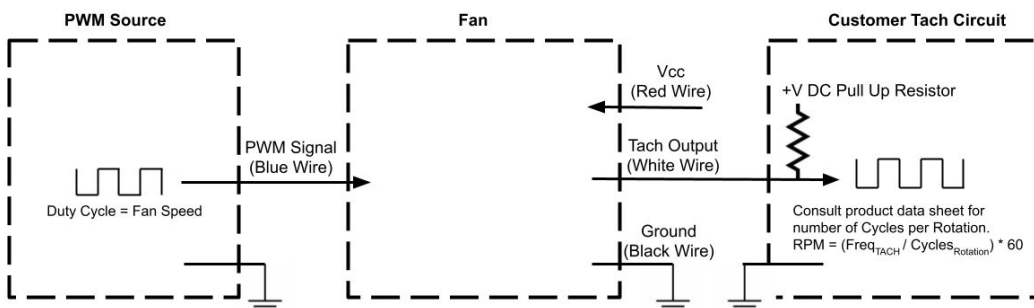 PWM Source
Fan
Customer Tach Circuit
Vcc
(Red Wire)
+V DC Pull Up Resistor
PWM Signal
(Blue Wire)
Tach Output
(White Wire)
Duty Cycle = Fan Speed
Consult product data sheet for
number of Cycles per Rotation.
RPM = (FreqTACH / CyclesRotation) * 60
Ground
(Black Wire)